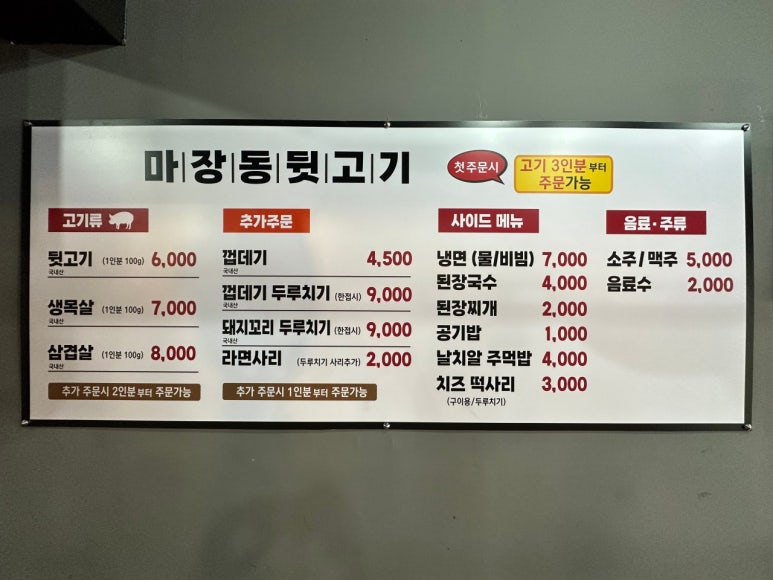 마장동뒷고기
첫주문시
고기 3인분부터
주문가능
고기류
뒷고기 (1인분 100g) 6,000
국내산
생목살 (1인분 100g) 7,000
국내산
삼겹살 (1인분 100g) 8,000
국내산
추가 주문시 2인분부터 주문가능
추가주문
껍데기 4,500
국내산
껍데기 두루치기 (한접시) 9,000
국내산
돼지꼬리 두루치기 (한접시) 9,000
국내산
라면사리 (두루치기 사리추가) 2,000
추가 주문시 1인분부터 주문가능
사이드 메뉴
냉면 (물/비빔) 7,000
된장국수 4,000
된장찌개 2,000
공기밥 1,000
날치알 주먹밥 4,000
치즈 떡사리 3,000
(구이용/두루치기)
음료·주류
소주/맥주 5,000
음료수 2,000